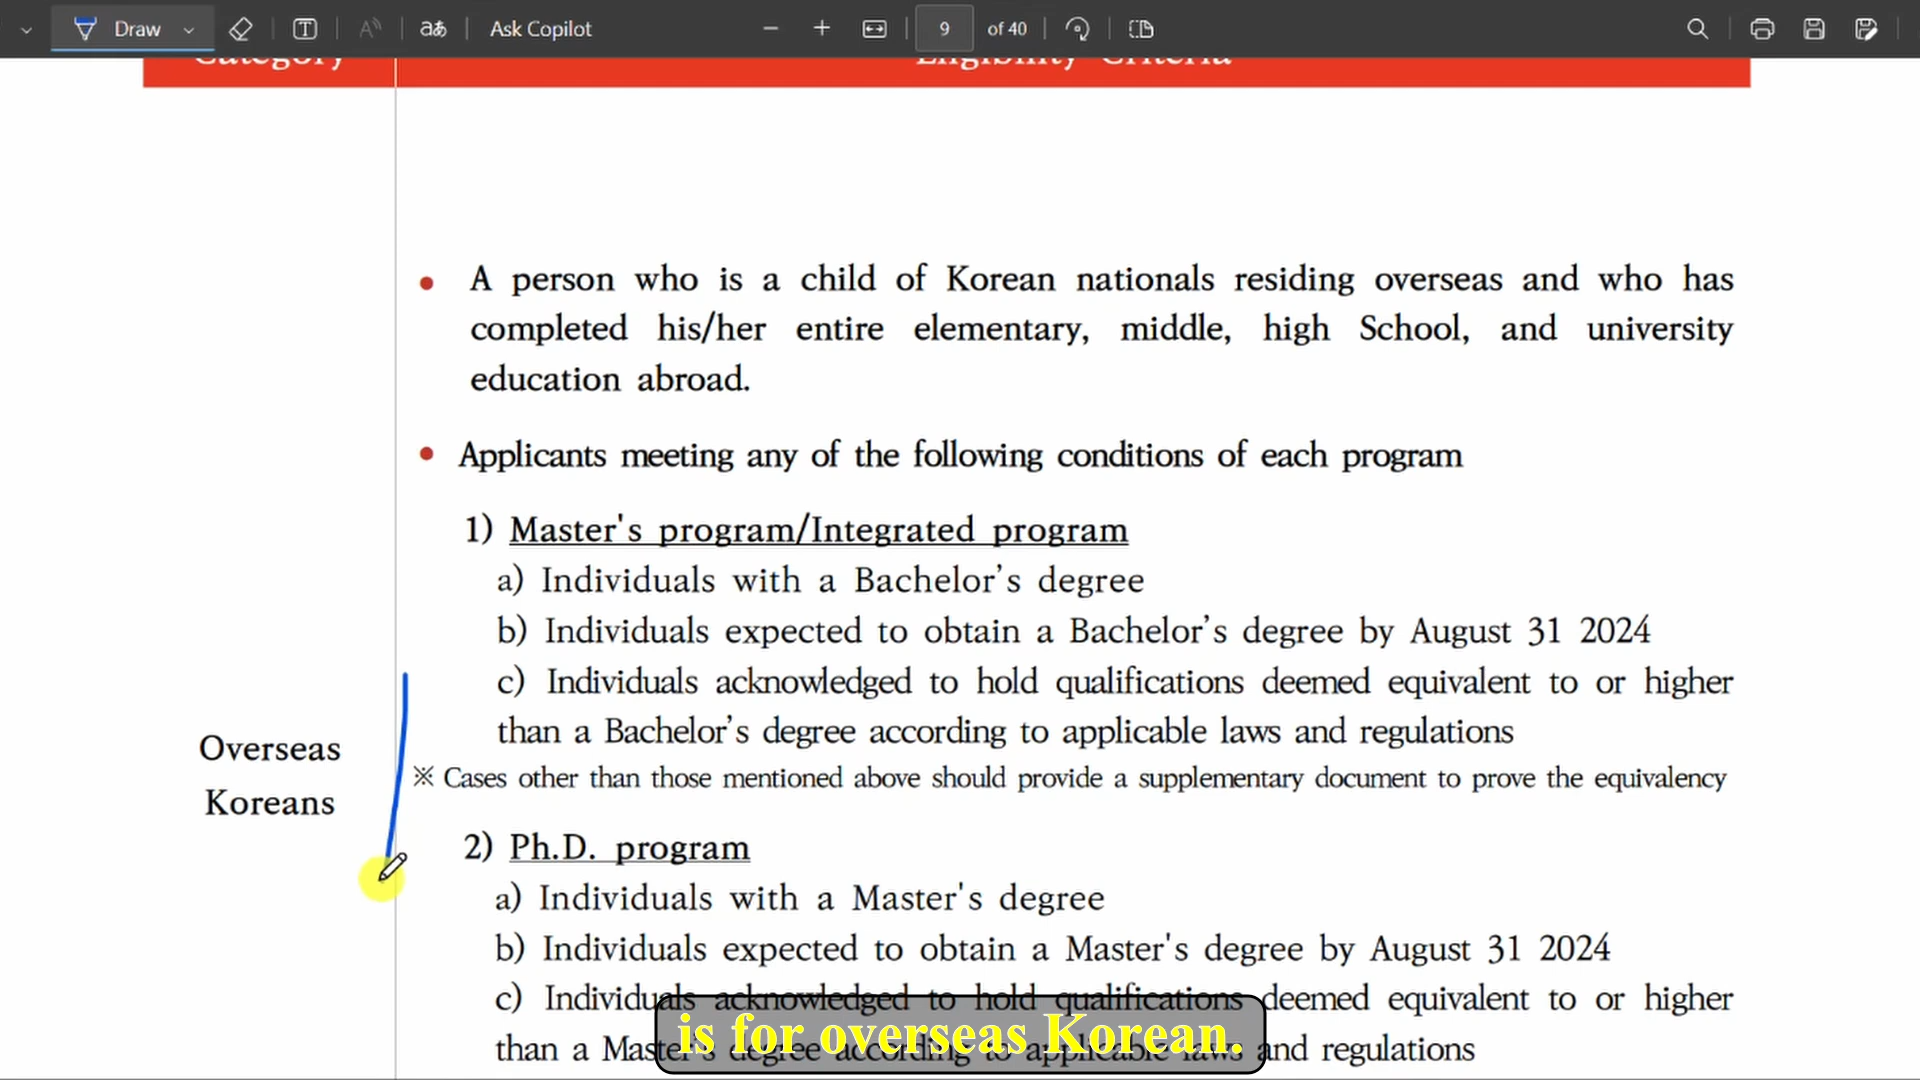 Draw
aあ
Ask Copilot
9
of 40
Category
Eligibility Criteria
• A person who is a child of Korean nationals residing overseas and who has
completed his/her entire elementary, middle, high School, and university
education abroad.
• Applicants meeting any of the following conditions of each program
1) Master's program/Integrated program
a) Individuals with a Bachelor’s degree
b) Individuals expected to obtain a Bachelor’s degree by August 31 2024
c) Individuals acknowledged to hold qualifications deemed equivalent to or higher
than a Bachelor’s degree according to applicable laws and regulations
Overseas
Koreans
※ Cases other than those mentioned above should provide a supplementary document to prove the equivalency
2) Ph.D. program
a) Individuals with a Master's degree
b) Individuals expected to obtain a Master's degree by August 31 2024
c) Individuals acknowledged to hold qualifications deemed equivalent to or higher
than a Master's degree according to applicable laws and regulations
is for overseas Korean.